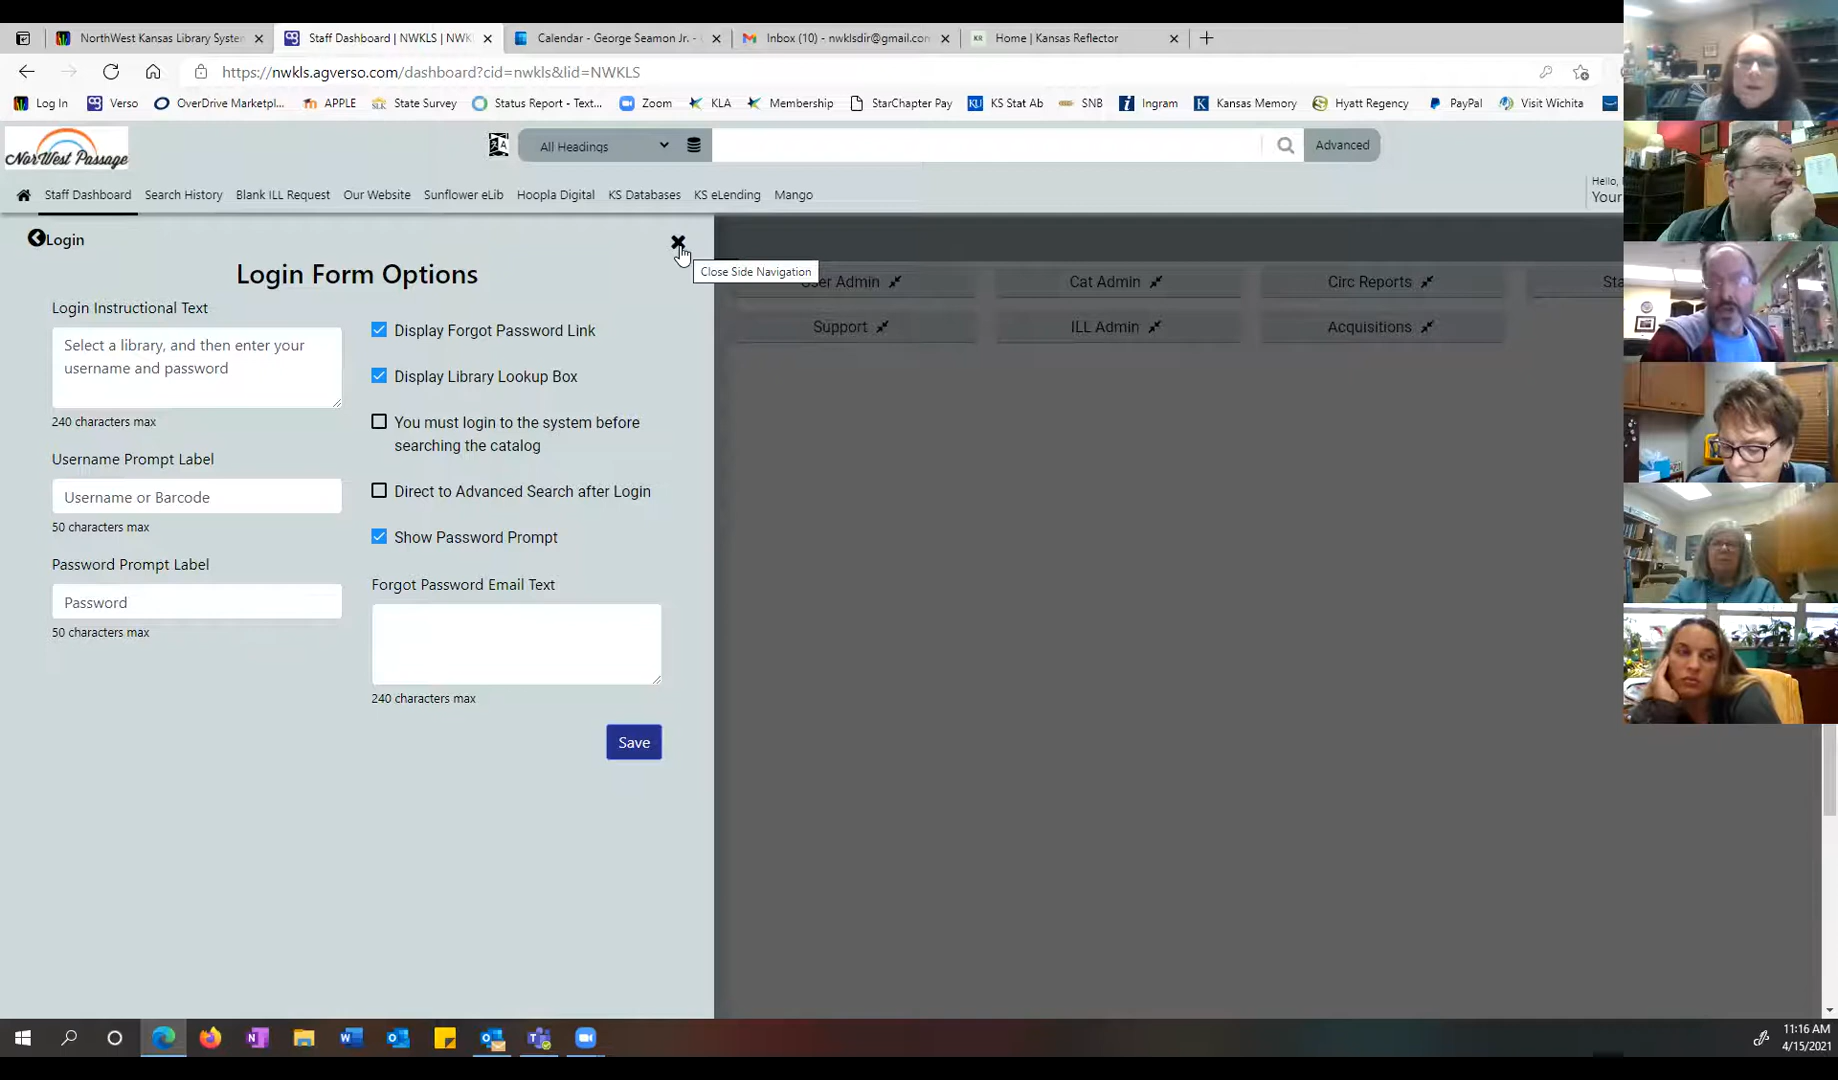 NorthWest Kansas Library System
Staff Dashboard | NWKLS | NWK
Calendar - George Seamon Jr. -
Inbox (10) - nwklsdir@gmail.com
KR Home | Kansas Reflector
https://nwkls.agverso.com/dashboard?cid=nwkls&lid=NWKLS
Log In Verso OverDrive Marketpl... APPLE State Survey Status Report - Text... Zoom KLA Membership StarChapter Pay KS Stat Ab SNB Ingram Kansas Memory Hyatt Regency PayPal Visit Wichita
NorWest Passage
All Headings
Advanced
Staff Dashboard Search History Blank ILL Request Our Website Sunflower eLib Hoopla Digital KS Databases KS eLending Mango
Hello,
Your
Login
Close Side Navigation
Login Form Options
Login Instructional Text
Select a library, and then enter your
username and password
240 characters max
Username Prompt Label
Username or Barcode
50 characters max
Password Prompt Label
Password
50 characters max
Display Forgot Password Link
Display Library Lookup Box
You must login to the system before
searching the catalog
Direct to Advanced Search after Login
Show Password Prompt
Forgot Password Email Text
240 characters max
Save
Admin Cat Admin Circ Reports Sta
Support ILL Admin Acquisitions
11:16 AM
4/15/2021